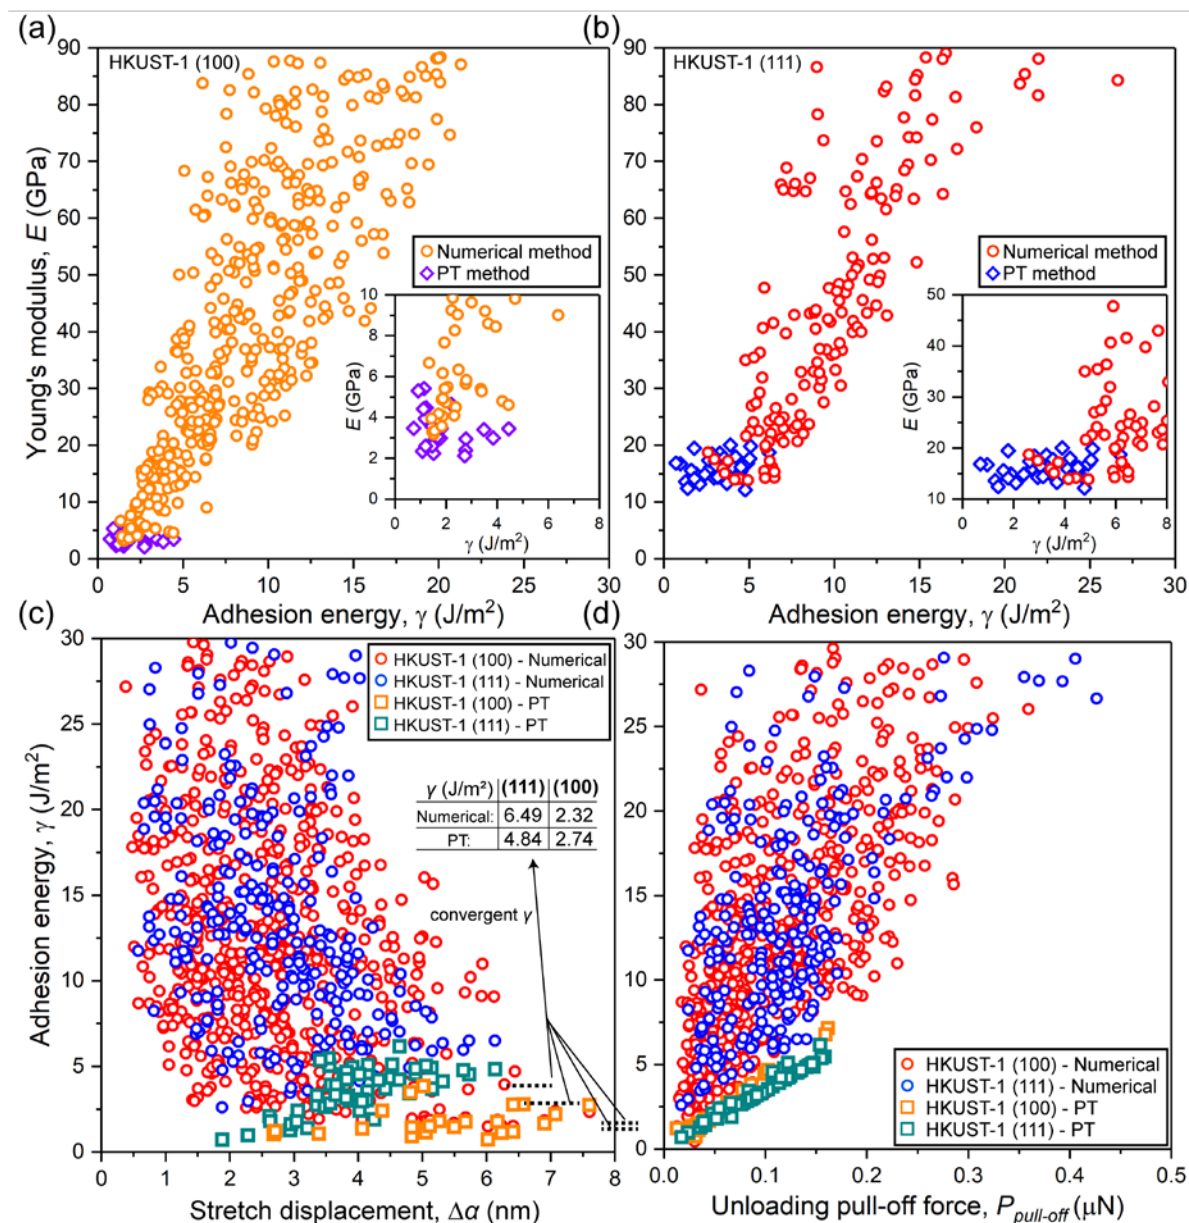 (a)
HKUST-1 (100)
Young's modulus, E (GPa)
90
80
70
60
50
40
30
20
10
0
Numerical method
PT method
E (GPa)
10
8
6
4
2
0
0 2 4 6 8
γ (J/m²)
0 5 10 15 20 25 30
Adhesion energy, γ (J/m²)
(b)
HKUST-1 (111)
90
80
70
60
50
40
30
20
10
0
Numerical method
PT method
E (GPa)
50
40
30
20
10
0 2 4 6 8
γ (J/m²)
0 5 10 15 20 25 30
Adhesion energy, γ (J/m²)
(c)
Adhesion energy, γ (J/m²)
30
25
20
15
10
5
0
HKUST-1 (100) - Numerical
HKUST-1 (111) - Numerical
HKUST-1 (100) - PT
HKUST-1 (111) - PT
γ (J/m²) (111) (100)
Numerical: 6.49 2.32
PT: 4.84 2.74
convergent γ
0 1 2 3 4 5 6 7 8
Stretch displacement, Δα (nm)
(d)
30
25
20
15
10
5
0
HKUST-1 (100) - Numerical
HKUST-1 (111) - Numerical
HKUST-1 (100) - PT
HKUST-1 (111) - PT
0.0 0.1 0.2 0.3 0.4 0.5
Unloading pull-off force, P pull-off (μN)